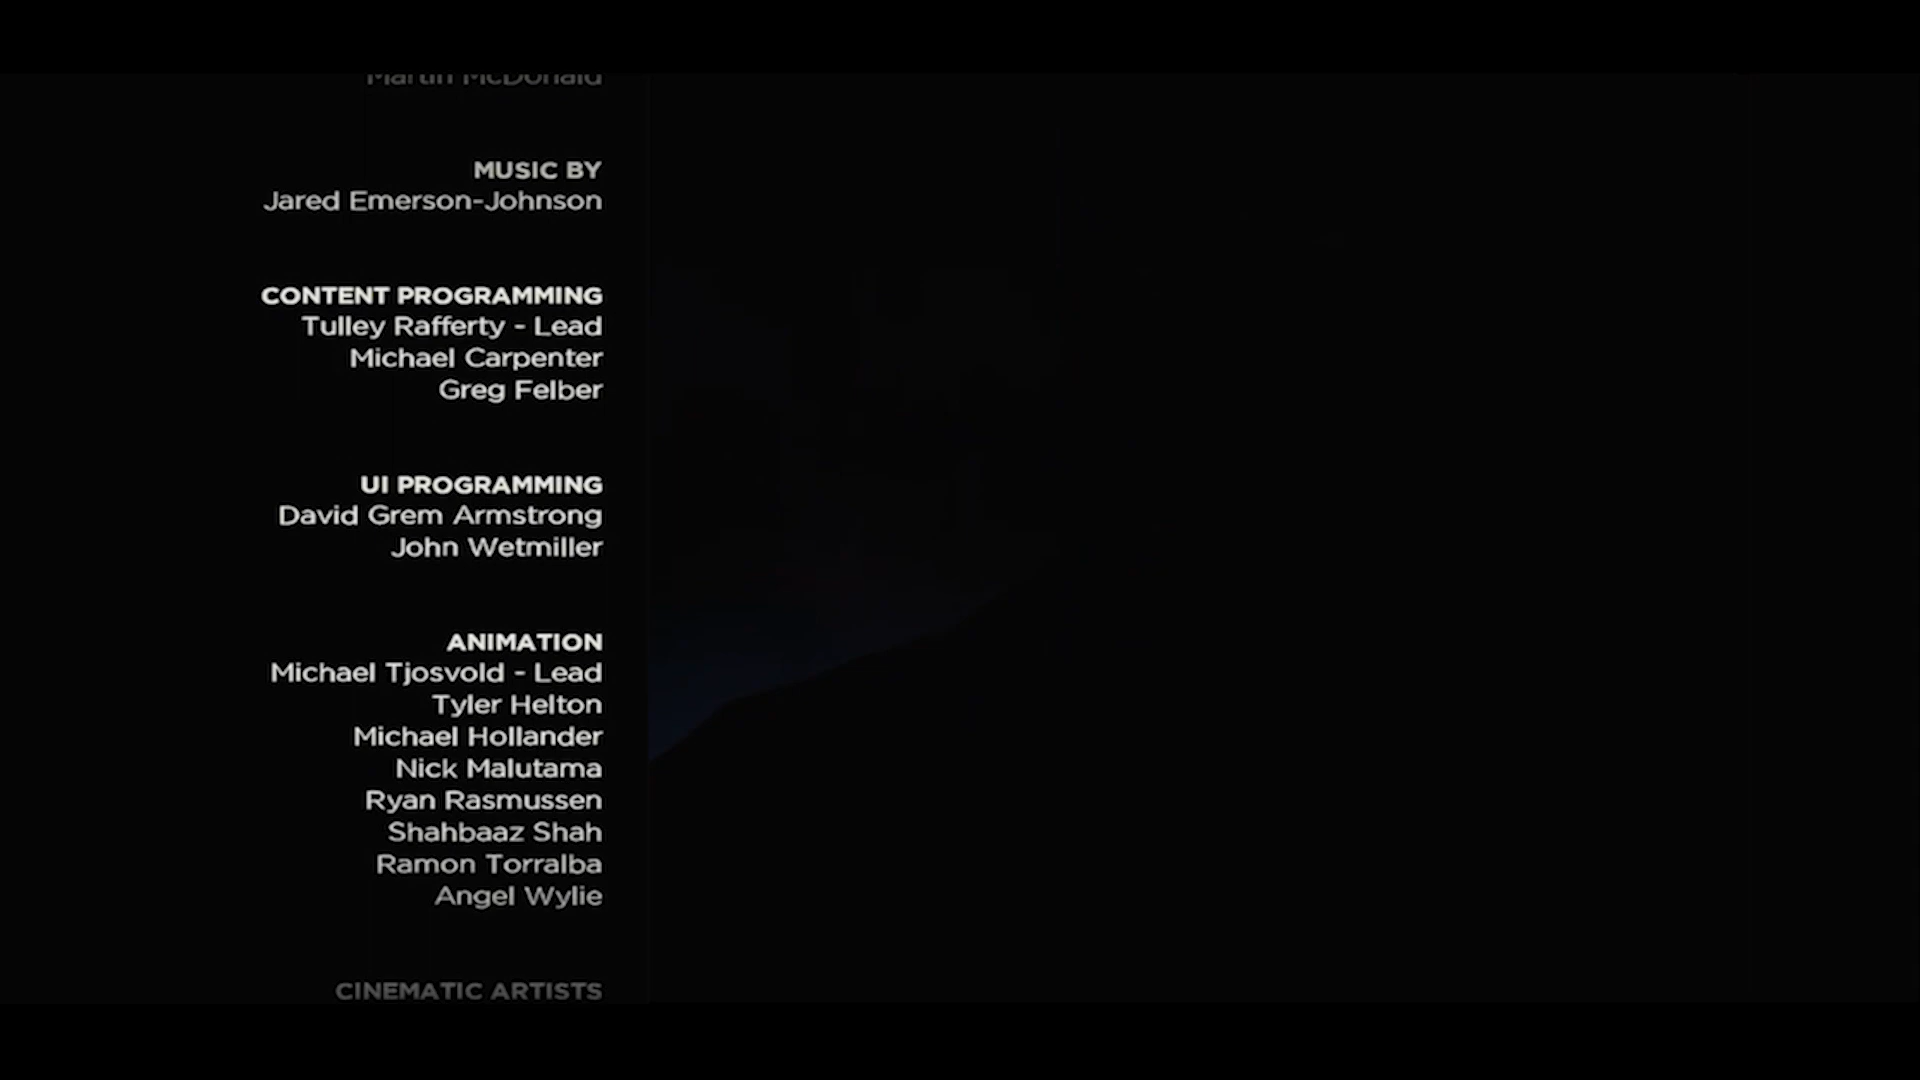 Martin McDonald
MUSIC BY
Jared Emerson-Johnson
CONTENT PROGRAMMING
Tulley Rafferty - Lead
Michael Carpenter
Greg Felber
UI PROGRAMMING
David Grem Armstrong
John Wetmiller
ANIMATION
Michael Tjosvold - Lead
Tyler Helton
Michael Hollander
Nick Malutama
Ryan Rasmussen
Shahbaaz Shah
Ramon Torralba
Angel Wylie
CINEMATIC ARTISTS